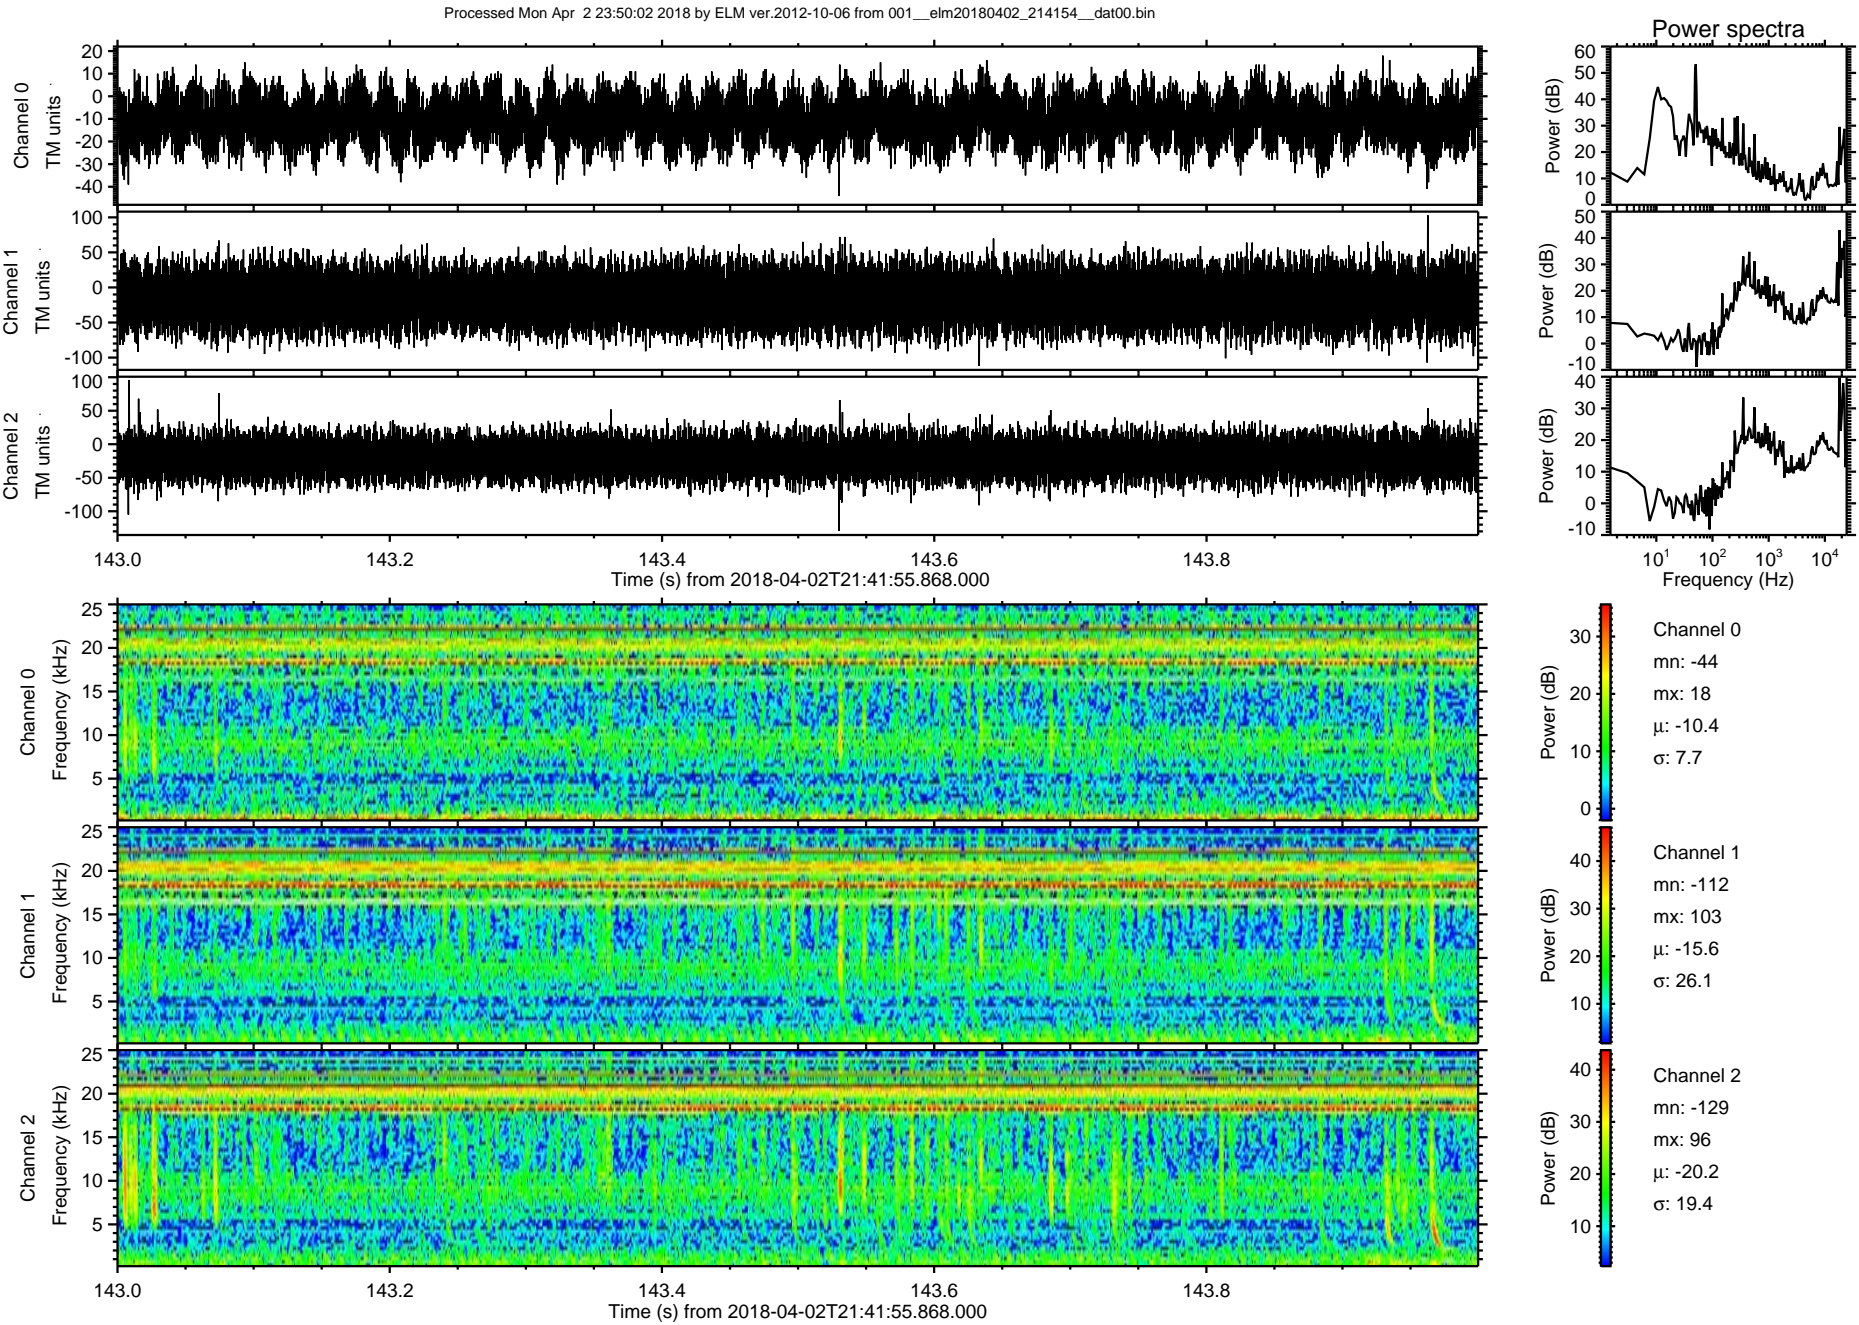 Processed Mon Apr  2 23:50:02 2018 by ELM ver.2012-10-06 from 001__elm20180402_214154__dat00.bin
Power spectra
Channel 0
TM units
20
10
0
-10
-20
-30
-40
Power (dB)
60
50
40
30
20
10
0
Channel 1
TM units
100
50
0
-50
-100
Power (dB)
50
40
30
20
10
0
-10
Channel 2
TM units
100
50
0
-50
-100
Power (dB)
40
30
20
10
0
-10
143.0 143.2 143.4 143.6 143.8
Time (s) from 2018-04-02T21:41:55.868.000
10^1 10^2 10^3 10^4
Frequency (Hz)
Channel 0
Frequency (kHz)
25
20
15
10
5
Power (dB)
30
20
10
0
Channel 0
mn: -44
mx: 18
μ: -10.4
σ: 7.7
Channel 1
Frequency (kHz)
25
20
15
10
5
Power (dB)
40
30
20
10
Channel 1
mn: -112
mx: 103
μ: -15.6
σ: 26.1
Channel 2
Frequency (kHz)
25
20
15
10
5
Power (dB)
40
30
20
10
Channel 2
mn: -129
mx: 96
μ: -20.2
σ: 19.4
143.0 143.2 143.4 143.6 143.8
Time (s) from 2018-04-02T21:41:55.868.000